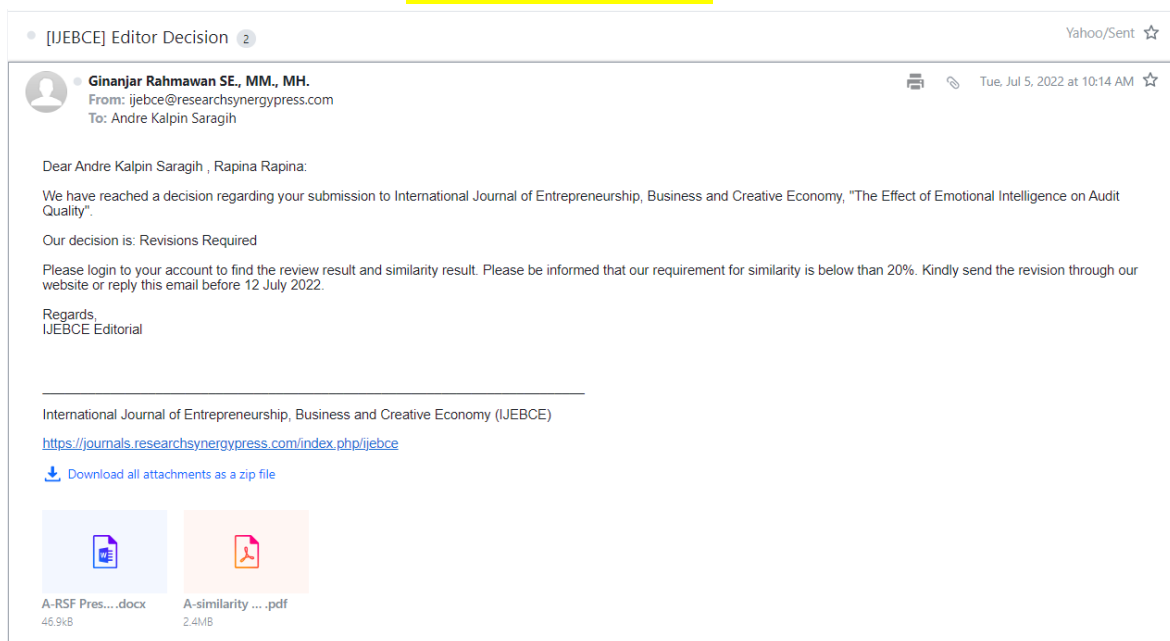 [IJEBCE] Editor Decision 2
Yahoo/Sent
Ginanjar Rahmawan SE., MM., MH.
Tue, Jul 5, 2022 at 10:14 AM
From: ijebce@researchsynergypress.com
To: Andre Kalpin Saragih
Dear Andre Kalpin Saragih , Rapina Rapina:
We have reached a decision regarding your submission to International Journal of Entrepreneurship, Business and Creative Economy, "The Effect of Emotional Intelligence on Audit
Quality".
Our decision is: Revisions Required
Please login to your account to find the review result and similarity result. Please be informed that our requirement for similarity is below than 20%. Kindly send the revision through our
website or reply this email before 12 July 2022.
Regards,
IJEBCE Editorial
International Journal of Entrepreneurship, Business and Creative Economy (IJEBCE)
https://journals.researchsynergypress.com/index.php/ijebce
Download all attachments as a zip file
A-RSF Pres... .docx
46.9kB
A-similarity ... .pdf
2.4MB